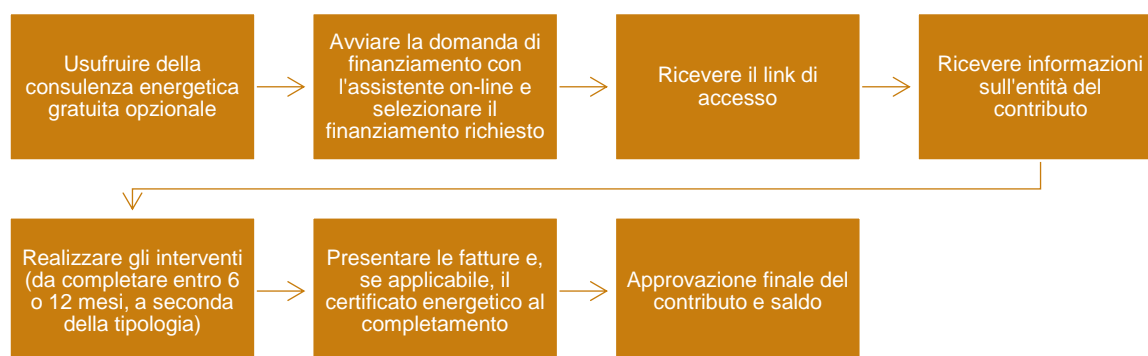 Usufruire della
consulenza energetica
gratuita opzionale
Avviare la domanda di
finanziamento con
l'assistente on-line e
selezionare il
finanziamento richiesto
Ricevere il link di
accesso
Ricevere informazioni
sull'entità del
contributo
Realizzare gli interventi
(da completare entro 6
o 12 mesi, a seconda
della tipologia)
Presentare le fatture e,
se applicabile, il
certificato energetico al
completamento
Approvazione finale del
contributo e saldo